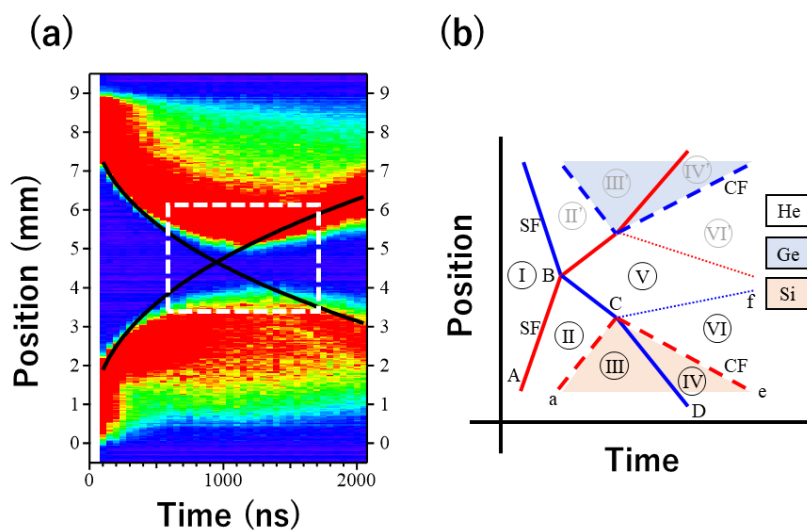 (a)
Position (mm)
9
8
7
6
5
4
3
2
1
0
9
8
7
6
5
4
3
2
1
0
0
1000
2000
Time (ns)
(b)
Position
Time
III'
IV'
II'
CF
SF
VI'
I
B
V
f
C
SF
II
VI
CF
A
III
IV
a
e
D
He
Ge
Si